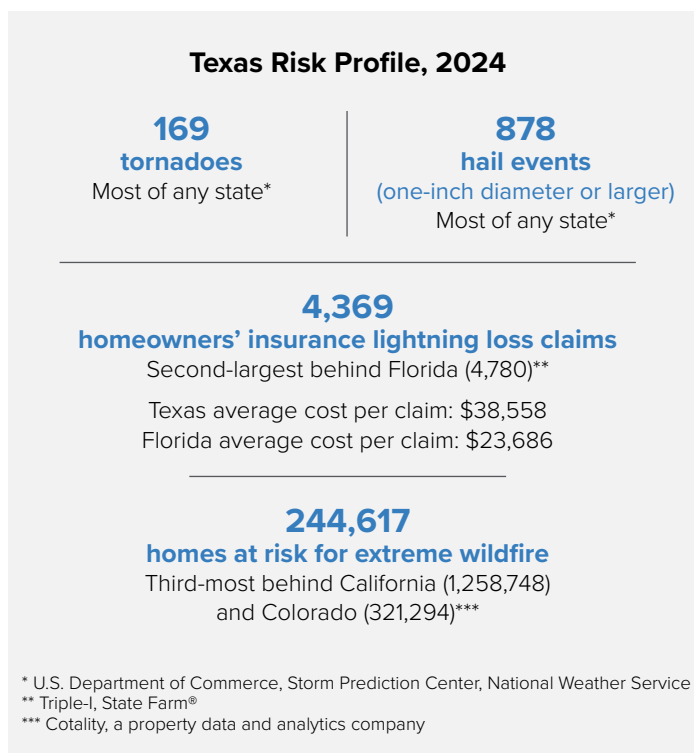 Texas Risk Profile, 2024
169
tornadoes
Most of any state*
878
hail events
(one-inch diameter or larger)
Most of any state*
4,369
homeowners’ insurance lightning loss claims
Second-largest behind Florida (4,780)**
Texas average cost per claim: $38,558
Florida average cost per claim: $23,686
244,617
homes at risk for extreme wildfire
Third-most behind California (1,258,748)
and Colorado (321,294)***
* U.S. Department of Commerce, Storm Prediction Center, National Weather Service
** Triple-I, State Farm®
*** Cotality, a property data and analytics company